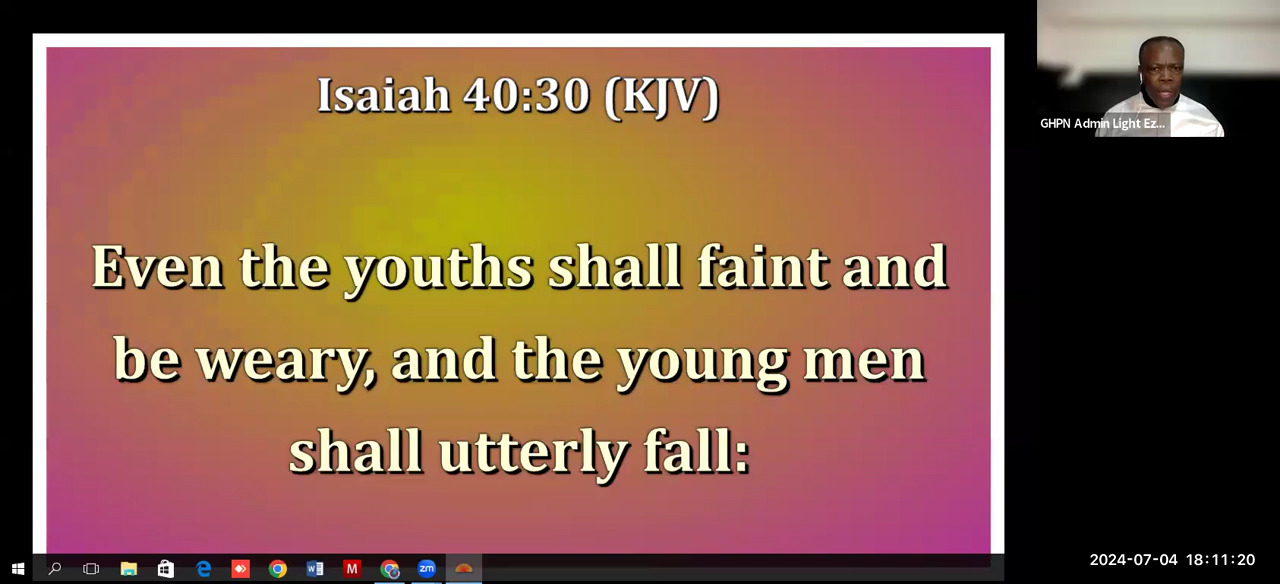 Isaiah 40:30 (KJV)
Even the youths shall faint and
be weary, and the young men
shall utterly fall:
GHPN Admin Light Ez...
zm
2024-07-04 18:11:20